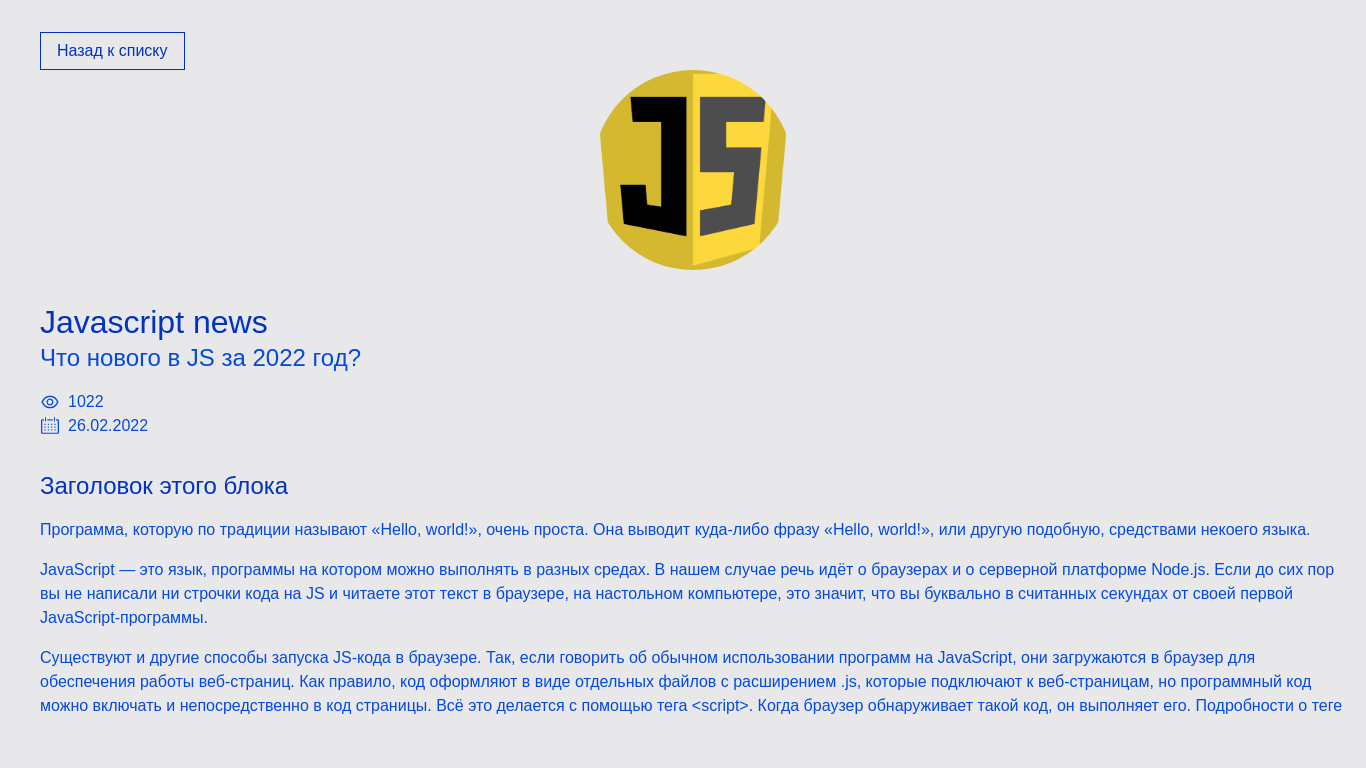 Назад к списку
JS
Javascript news
Что нового в JS за 2022 год?
1022
26.02.2022
Заголовок этого блока
Программа, которую по традиции называют «Hello, world!», очень проста. Она выводит куда-либо фразу «Hello, world!», или другую подобную, средствами некоего языка.
JavaScript — это язык, программы на котором можно выполнять в разных средах. В нашем случае речь идёт о браузерах и о серверной платформе Node.js. Если до сих пор
вы не написали ни строчки кода на JS и читаете этот текст в браузере, на настольном компьютере, это значит, что вы буквально в считанных секундах от своей первой
JavaScript-программы.
Существуют и другие способы запуска JS-кода в браузере. Так, если говорить об обычном использовании программ на JavaScript, они загружаются в браузер для
обеспечения работы веб-страниц. Как правило, код оформляют в виде отдельных файлов с расширением .js, которые подключают к веб-страницам, но программный код
можно включать и непосредственно в код страницы. Всё это делается с помощью тега <script>. Когда браузер обнаруживает такой код, он выполняет его. Подробности о теге